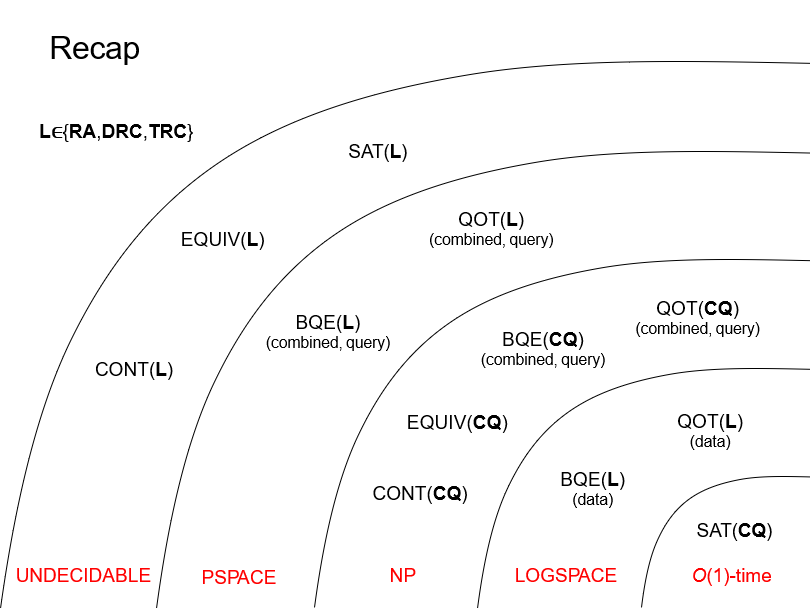 Recap
L∈{RA,DRC,TRC}
SAT(L)
EQUIV(L)
QOT(L)
(combined, query)
BQE(L)
(combined, query)
QOT(CQ)
(combined, query)
BQE(CQ)
(combined, query)
CONT(L)
EQUIV(CQ)
QOT(L)
(data)
BQE(L)
(data)
CONT(CQ)
SAT(CQ)
UNDECIDABLE
PSPACE
NP
LOGSPACE
O(1)-time